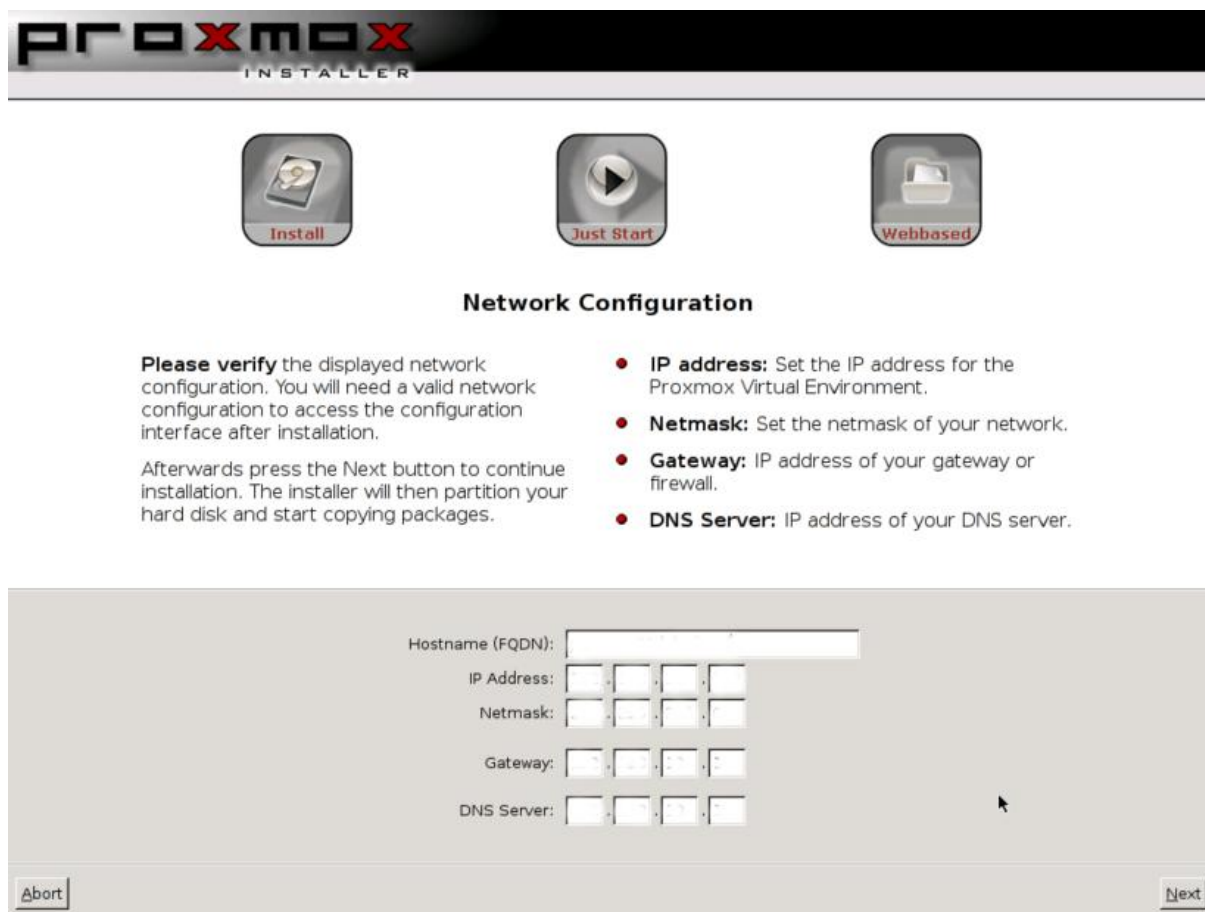 proxmox
INSTALLER
Install
Just Start
Webbased
Network Configuration
Please verify the displayed network
configuration. You will need a valid network
configuration to access the configuration
interface after installation.
Afterwards press the Next button to continue
installation. The installer will then partition your
hard disk and start copying packages.
IP address: Set the IP address for the
Proxmox Virtual Environment.
Netmask: Set the netmask of your network.
Gateway: IP address of your gateway or
firewall.
DNS Server: IP address of your DNS server.
Hostname (FQDN):
IP Address:
Netmask:
Gateway:
DNS Server:
Abort
Next